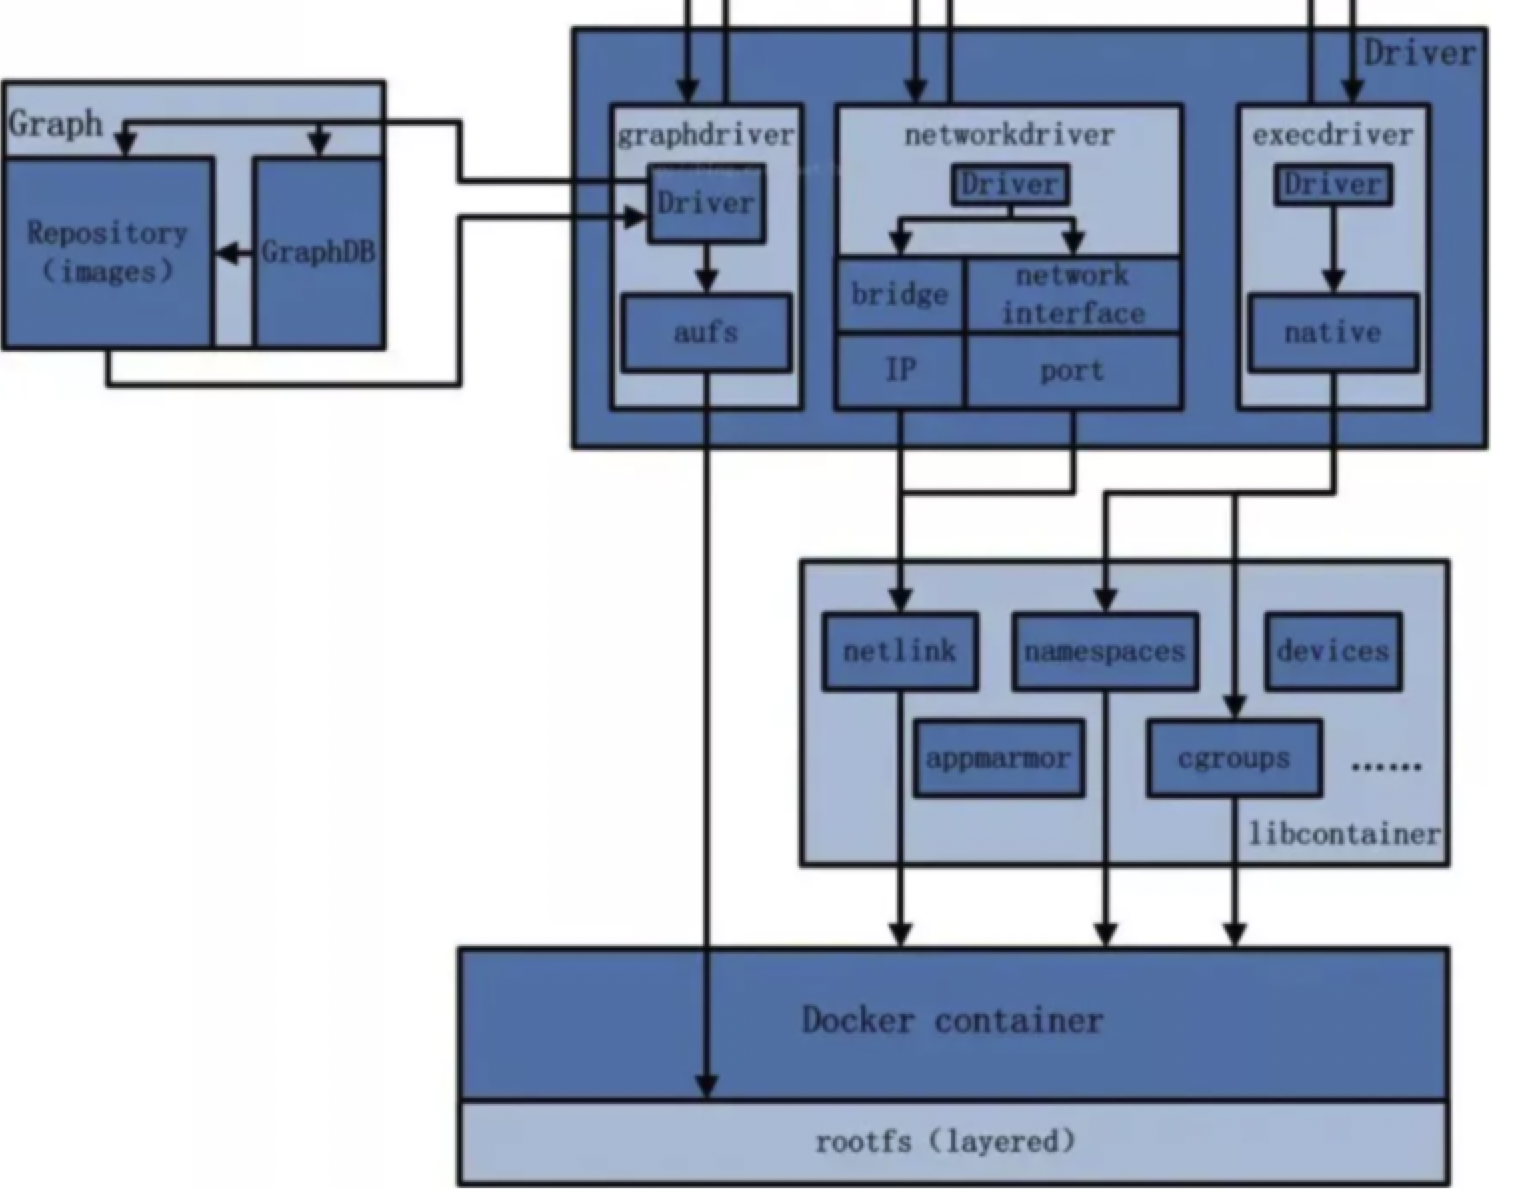 Driver
Graph
graphdriver
networkdriver
execdriver
Driver
Driver
Driver
Repository
（images）
GraphDB
bridge
network
interface
aufs
native
IP
port
netlink
namespaces
devices
appmarmor
cgroups
......
libcontainer
Docker container
rootfs（layered）